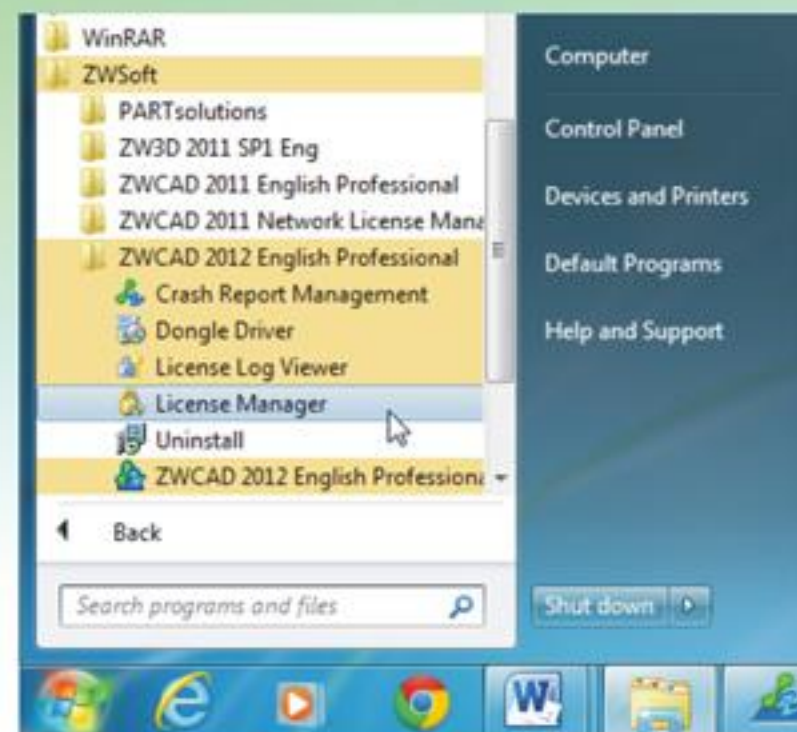 WinRAR
ZWSoft
PARTsolutions
ZW3D 2011 SP1 Eng
ZWCAD 2011 English Professional
ZWCAD 2011 Network License Mana
ZWCAD 2012 English Professional
Crash Report Management
Dongle Driver
License Log Viewer
License Manager
Uninstall
ZWCAD 2012 English Professiona
Back
Search programs and files
Computer
Control Panel
Devices and Printers
Default Programs
Help and Support
Shut down